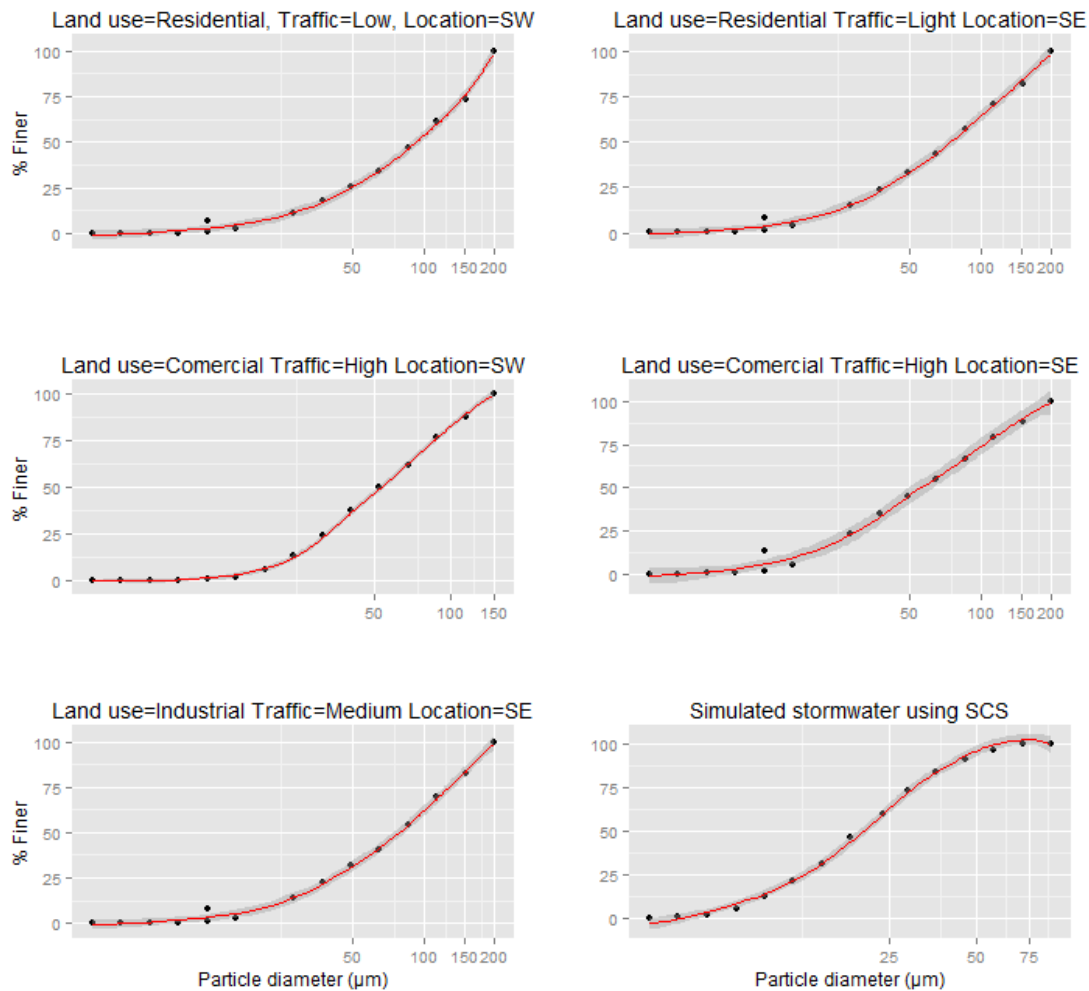 Land use=Residential, Traffic=Low, Location=SW
% Finer
100
75
50
25
0
50 100 150 200
Land use=Residential Traffic=Light Location=SE
100
75
50
25
0
50 100 150 200
Land use=Comercial Traffic=High Location=SW
% Finer
100
75
50
25
0
50 100 150
Land use=Comercial Traffic=High Location=SE
100
75
50
25
0
50 100 150 200
Land use=Industrial Traffic=Medium Location=SE
% Finer
100
75
50
25
0
50 100 150 200
Particle diameter (µm)
Simulated stormwater using SCS
100
75
50
25
0
25 50 75
Particle diameter (µm)